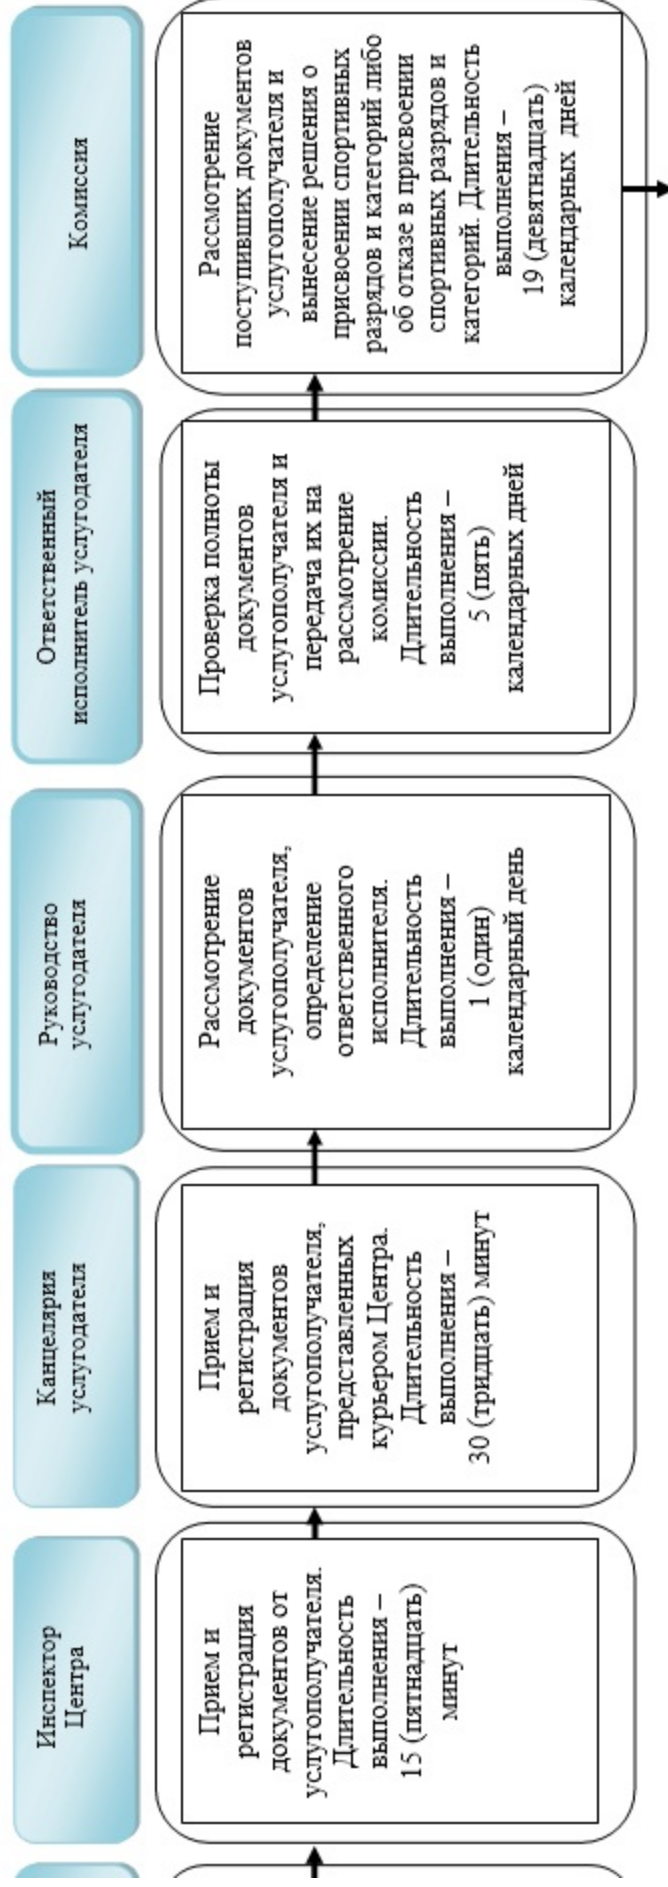 Инспектор
Центра
Прием и
регистрация
документов от
услугополучателя.
Длительность
выполнения –
15 (пятнадцать)
минут
Канцелярия
услугодателя
Прием и
регистрация
документов
услугополучателя,
представленных
курьером Центра.
Длительность
выполнения –
30 (тридцать) минут
Руководство
услугодателя
Рассмотрение
документов
услугополучателя,
определение
ответственного
исполнителя.
Длительность
выполнения –
1 (один)
календарный день
Ответственный
исполнитель услугодателя
Проверка полноты
документов
услугополучателя и
передача их на
рассмотрение
комиссии.
Длительность
выполнения –
5 (пять)
календарных дней
Комиссия
Рассмотрение
поступивших документов
услугополучателя и
вынесение решения о
присвоении спортивных
разрядов и категорий либо
об отказе в присвоении
спортивных разрядов и
категорий. Длительность
выполнения –
19 (девятнадцать)
календарных дней